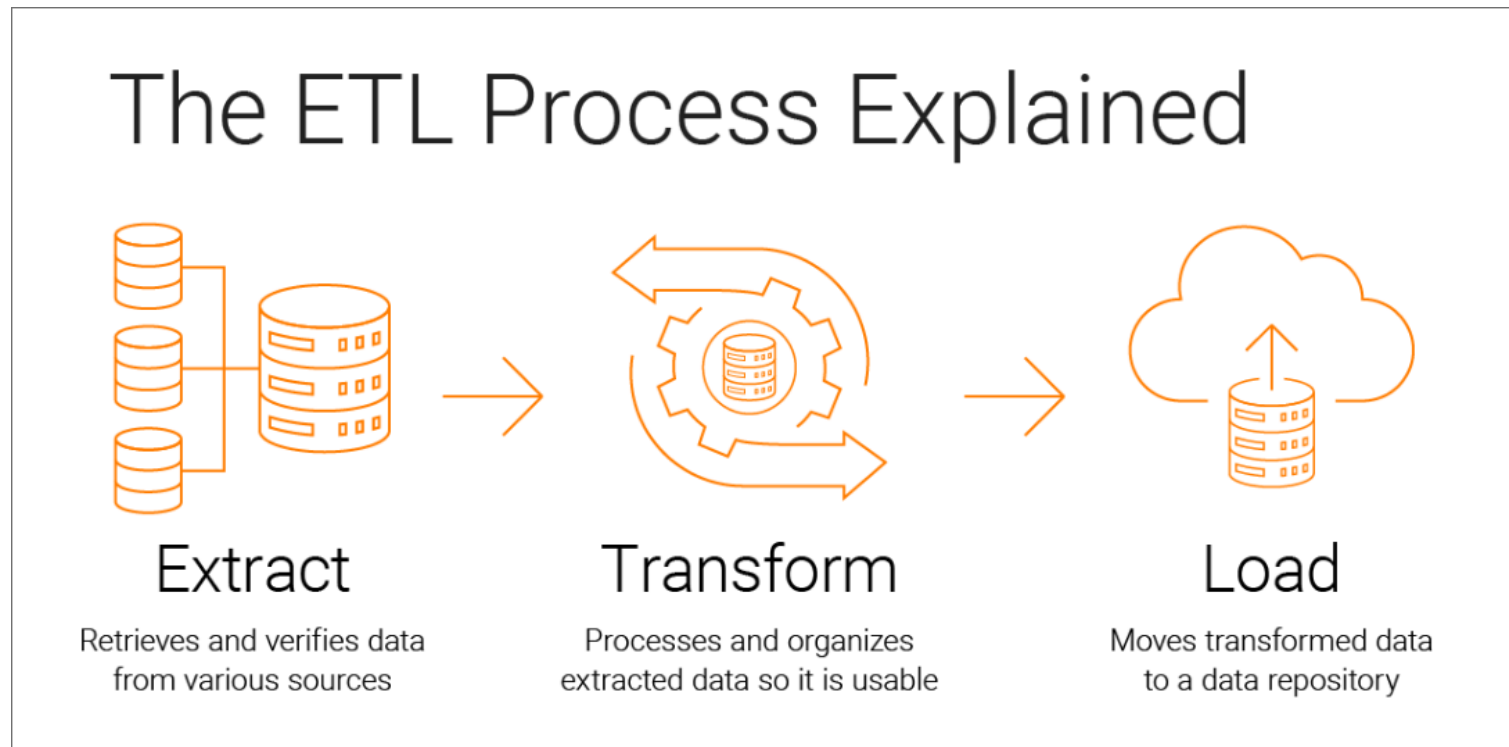 The ETL Process Explained
Extract
Retrieves and verifies data
from various sources
Transform
Processes and organizes
extracted data so it is usable
Load
Moves transformed data
to a data repository